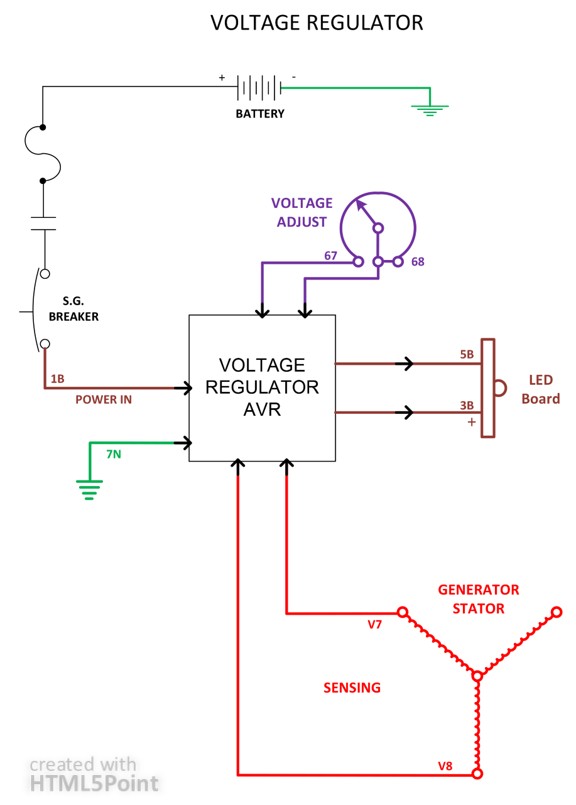 VOLTAGE REGULATOR
+
-
BATTERY
VOLTAGE
ADJUST
67
68
S.G.
BREAKER
VOLTAGE
REGULATOR
AVR
5B
LED
Board
3B
+
1B
POWER IN
7N
GENERATOR
STATOR
V7
SENSING
V8
created with
HTML5Point